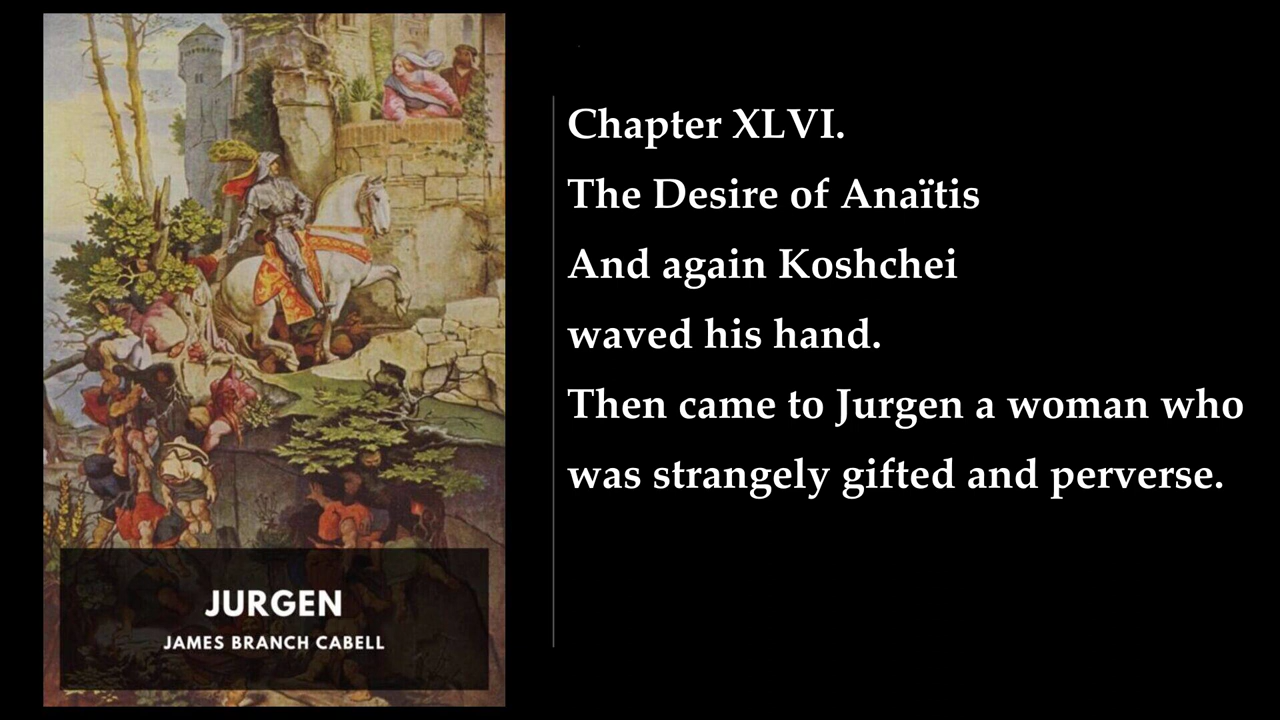 Chapter XLVI.
The Desire of Anaïtis
And again Koshchei
waved his hand.
Then came to Jurgen a woman who
was strangely gifted and perverse.
JURGEN
JAMES BRANCH CABELL